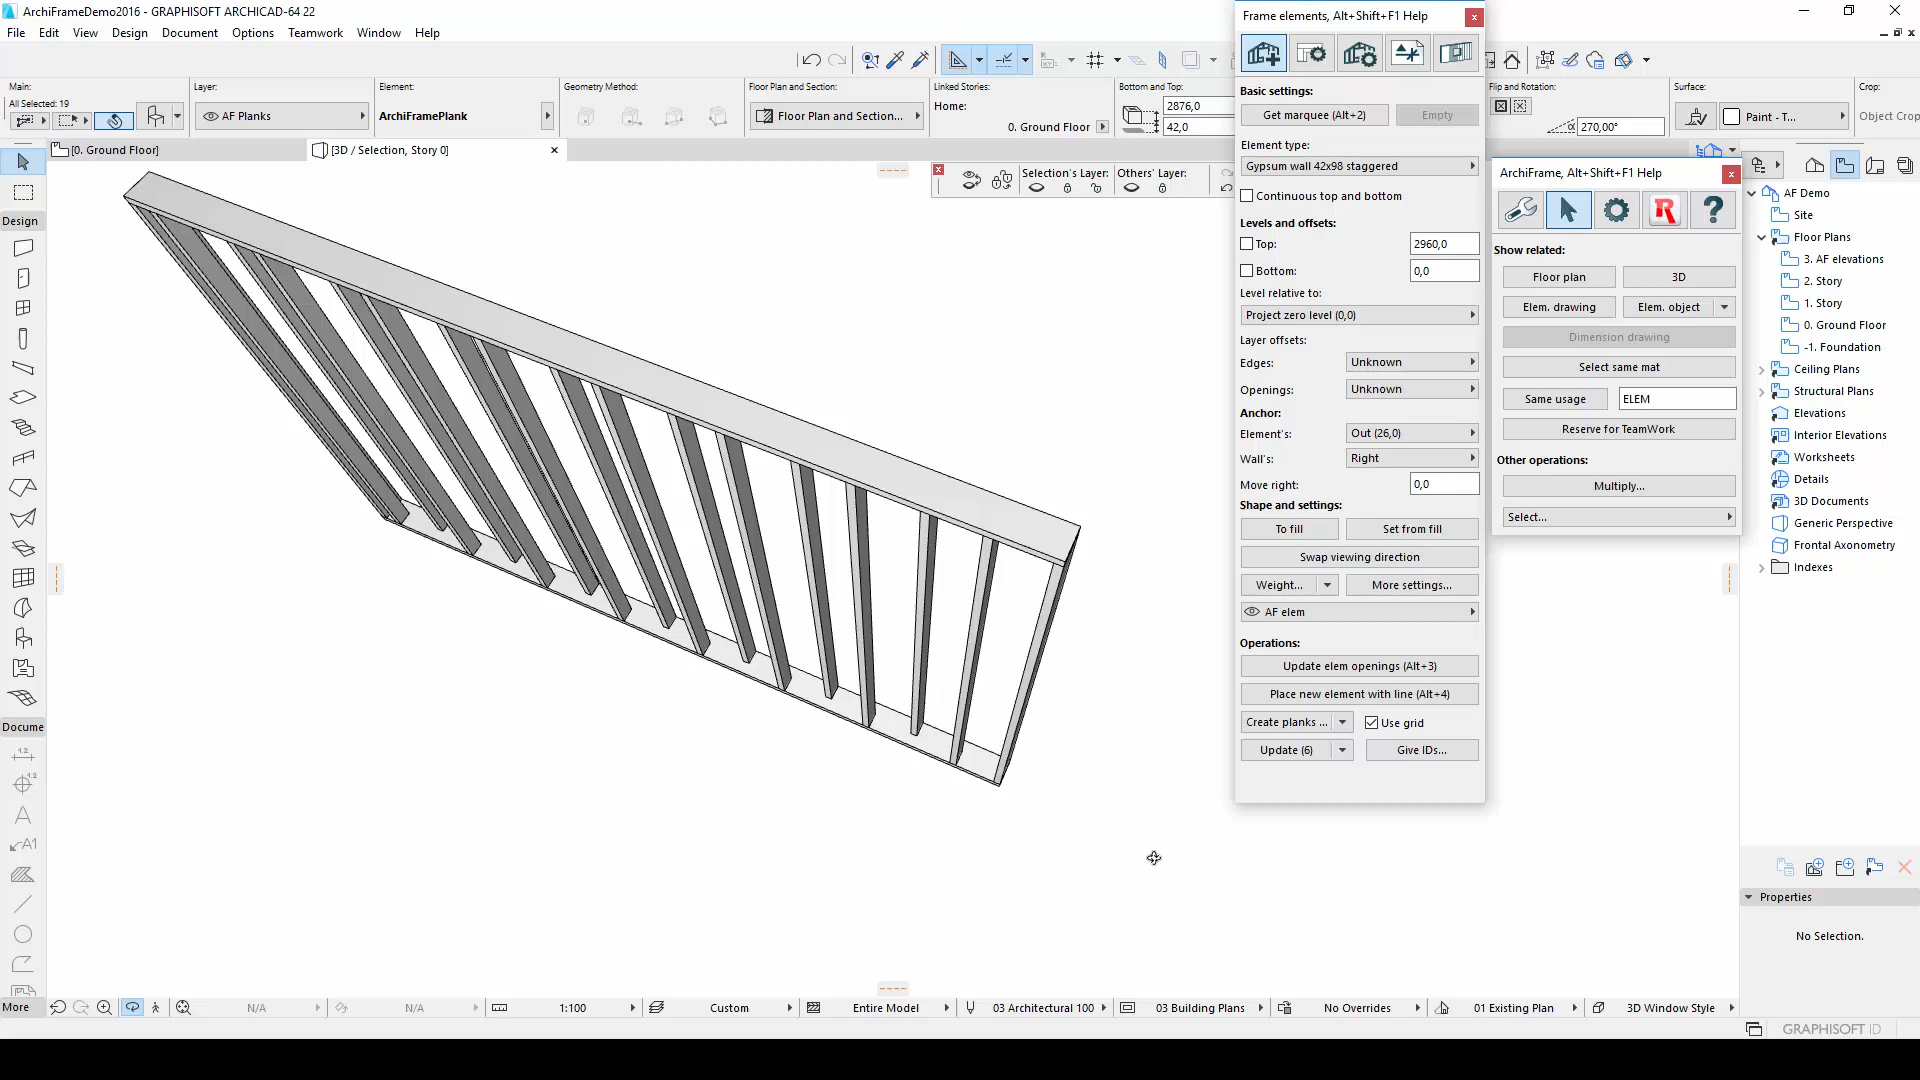 ArchiFrameDemo2016 - GRAPHISOFT ARCHICAD-64 22
File Edit View Design Document Options Teamwork Window Help
Main:
All Selected: 19
Layer:
AF Planks
Element:
ArchiFramePlank
Geometry Method:
Floor Plan and Section:
Floor Plan and Section...
Linked Stories:
Home:
0. Ground Floor
Bottom and Top:
2876,0
42,0
Flip and Rotation:
270,00°
Surface:
Paint - T...
Crop:
Object Crop
[0. Ground Floor]
[3D / Selection, Story 0]
Selection's Layer:
Others' Layer:
Design
Docume
More
Frame elements, Alt+Shift+F1 Help
Basic settings:
Get marquee (Alt+2)
Empty
Element type:
Gypsum wall 42x98 staggered
Continuous top and bottom
Levels and offsets:
Top: 2960,0
Bottom: 0,0
Level relative to:
Project zero level (0,0)
Layer offsets:
Edges: Unknown
Openings: Unknown
Anchor:
Element's: Out (26,0)
Wall's: Right
Move right: 0,0
Shape and settings:
To fill
Set from fill
Swap viewing direction
Weight...
More settings...
AF elem
Operations:
Update elem openings (Alt+3)
Place new element with line (Alt+4)
Create planks ...
Use grid
Update (6)
Give IDs...
ArchiFrame, Alt+Shift+F1 Help
Show related:
Floor plan
3D
Elem. drawing
Elem. object
Dimension drawing
Select same mat
Same usage
ELEM
Reserve for TeamWork
Other operations:
Multiply...
Select...
AF Demo
Site
Floor Plans
3. AF elevations
2. Story
1. Story
0. Ground Floor
-1. Foundation
Ceiling Plans
Structural Plans
Elevations
Interior Elevations
Worksheets
Details
3D Documents
Generic Perspective
Frontal Axonometry
Indexes
Properties
No Selection.
N/A
N/A
1:100
Custom
Entire Model
03 Architectural 100
03 Building Plans
No Overrides
01 Existing Plan
3D Window Style
GRAPHISOFT ID